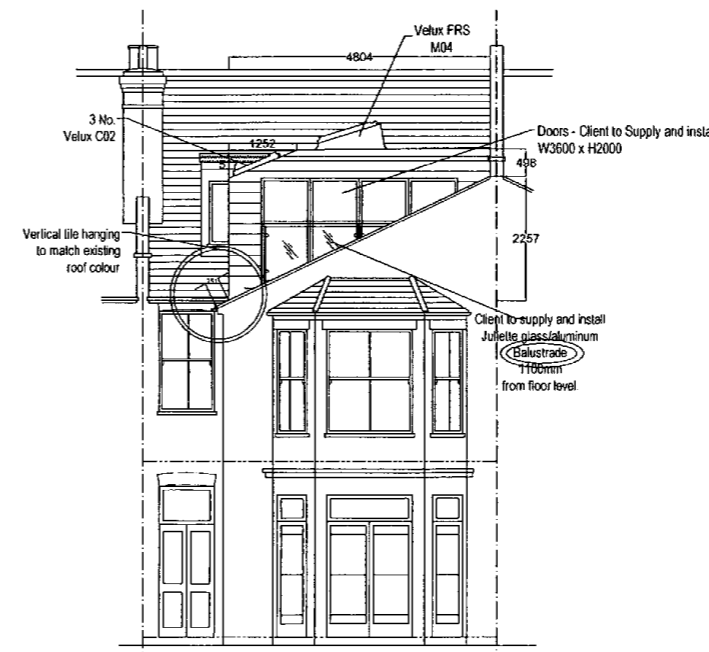 Velux FRS
M04
4804
3 No.
Velux C02
1252
Doors - Client to Supply and insta
W3600 x H2000
498
Vertical tile hanging
to match existing
roof colour
2257
Client to supply and install
Juliette glass/aluminum
Balustrade
1100mm
from floor level.